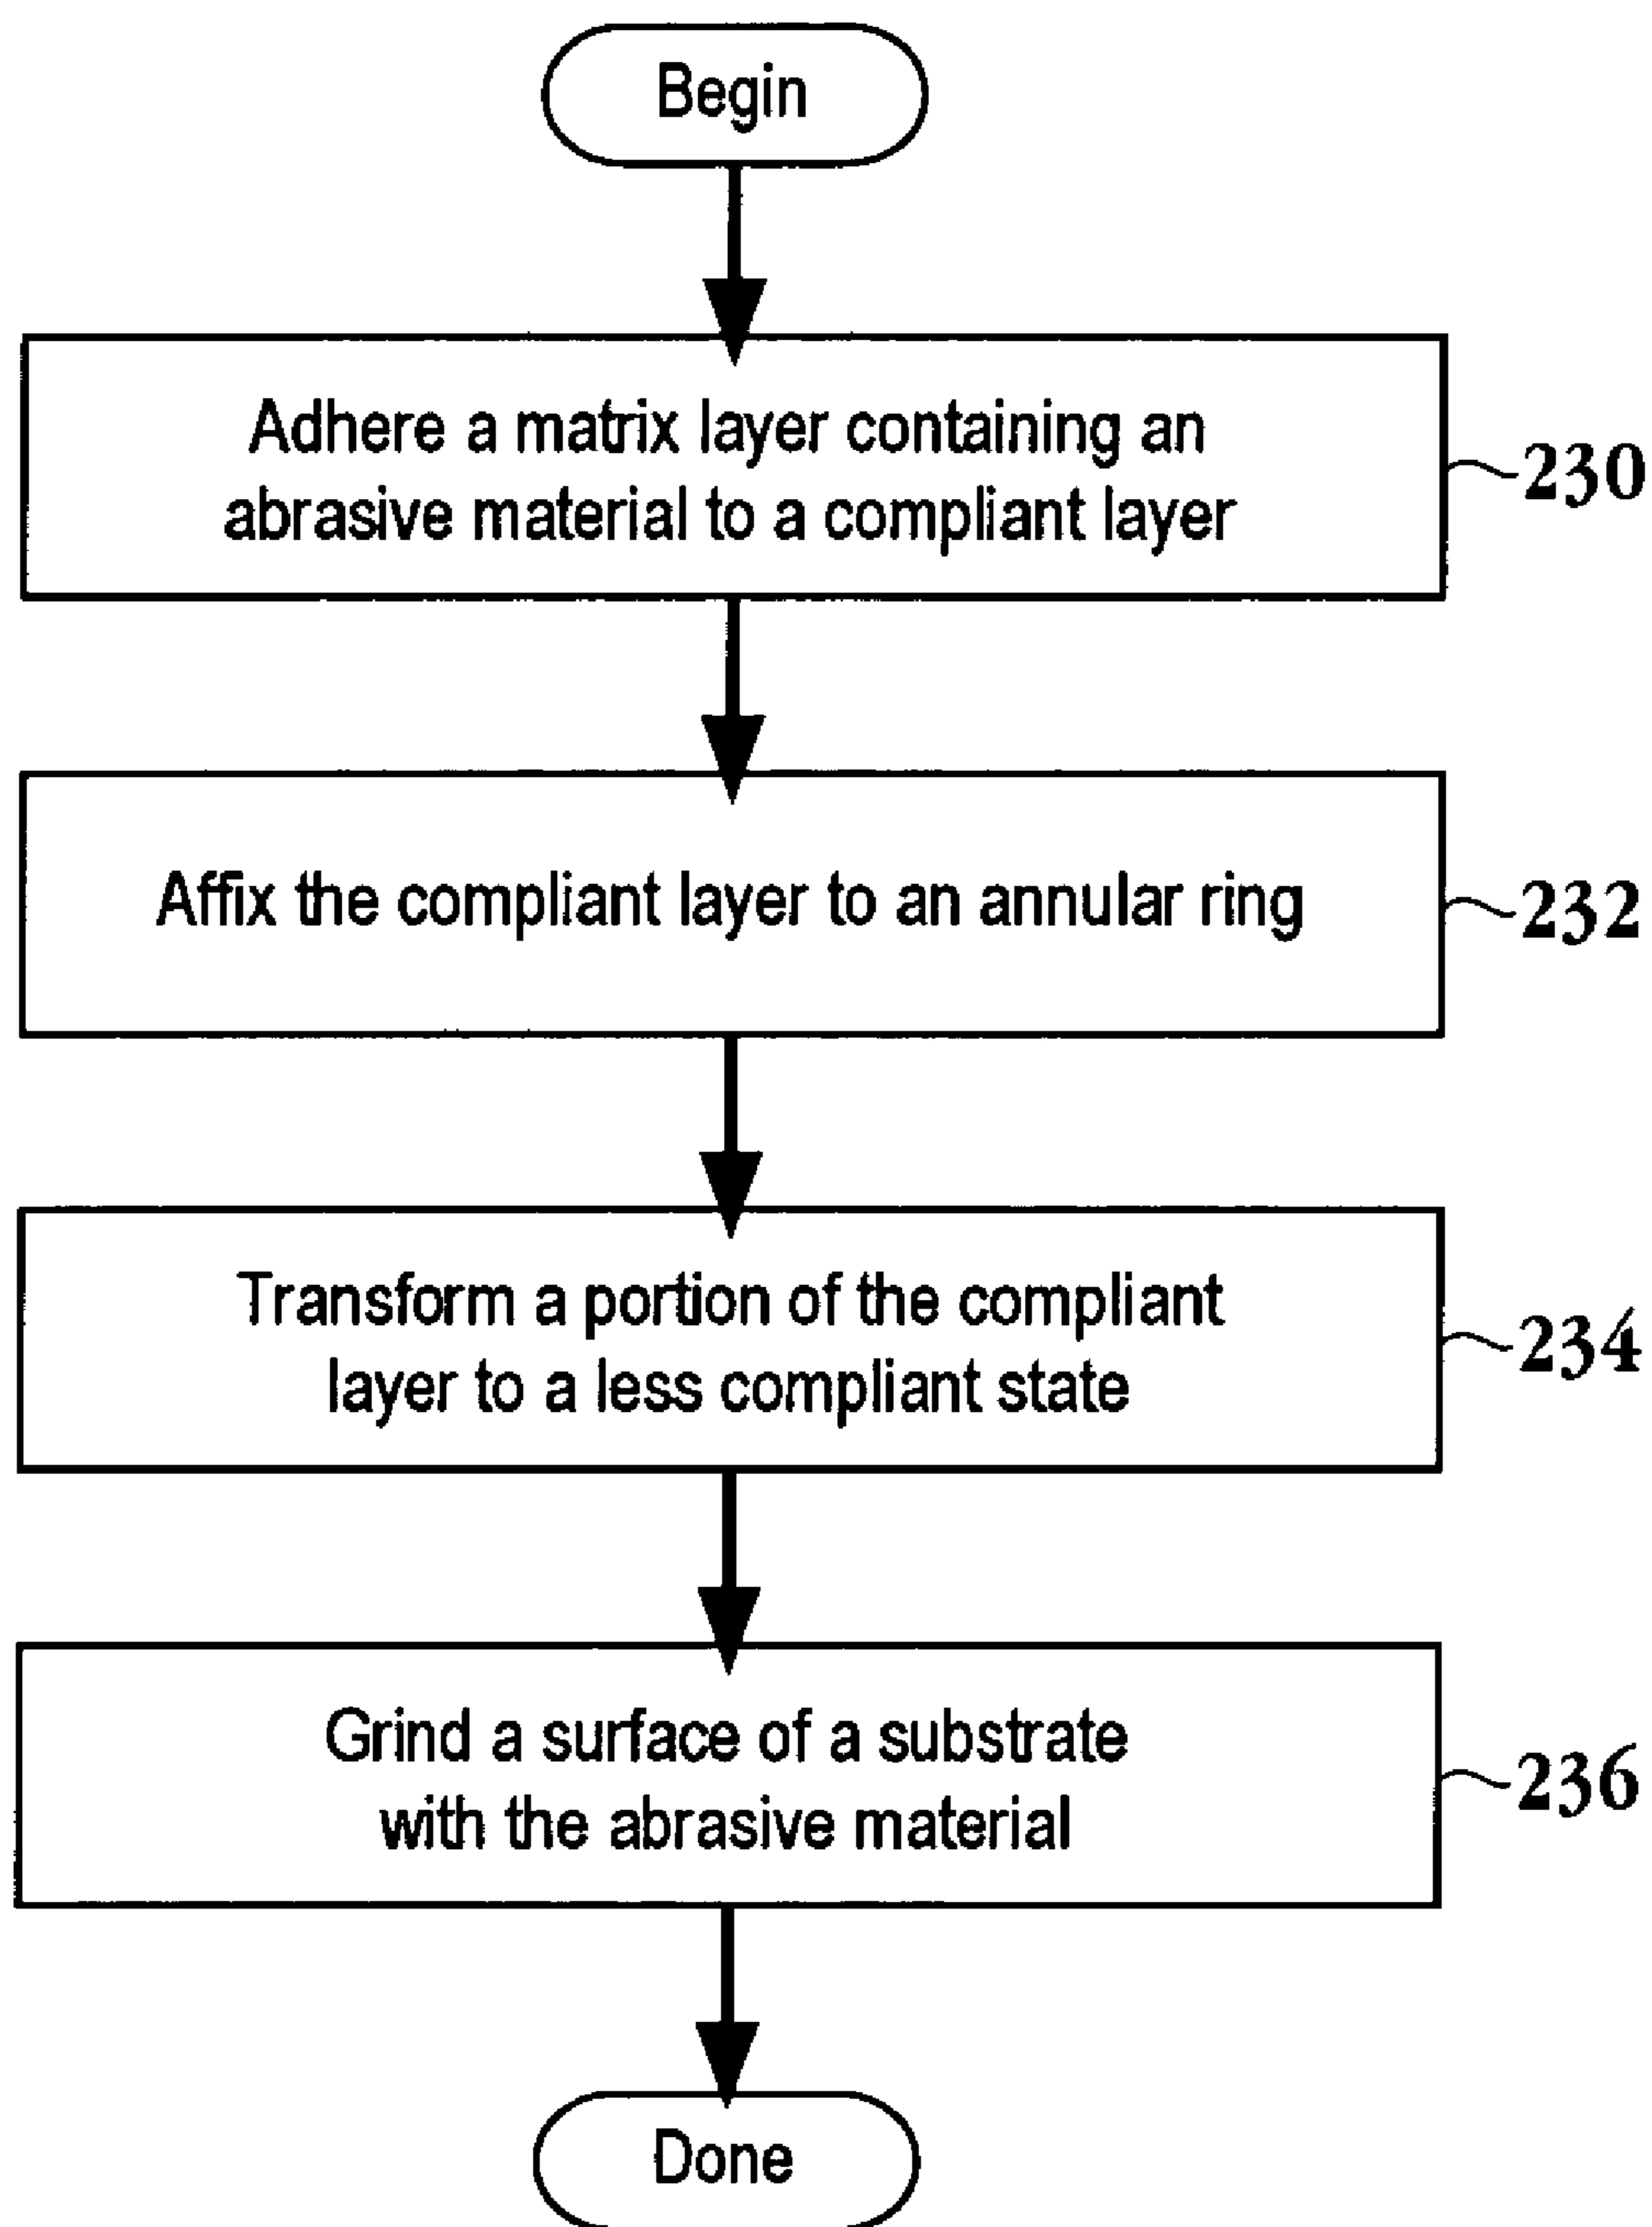 Begin
Adhere a matrix layer containing an
abrasive material to a compliant layer
230
Affix the compliant layer to an annular ring
232
Transform a portion of the compliant
layer to a less compliant state
234
Grind a surface of a substrate
with the abrasive material
236
Done